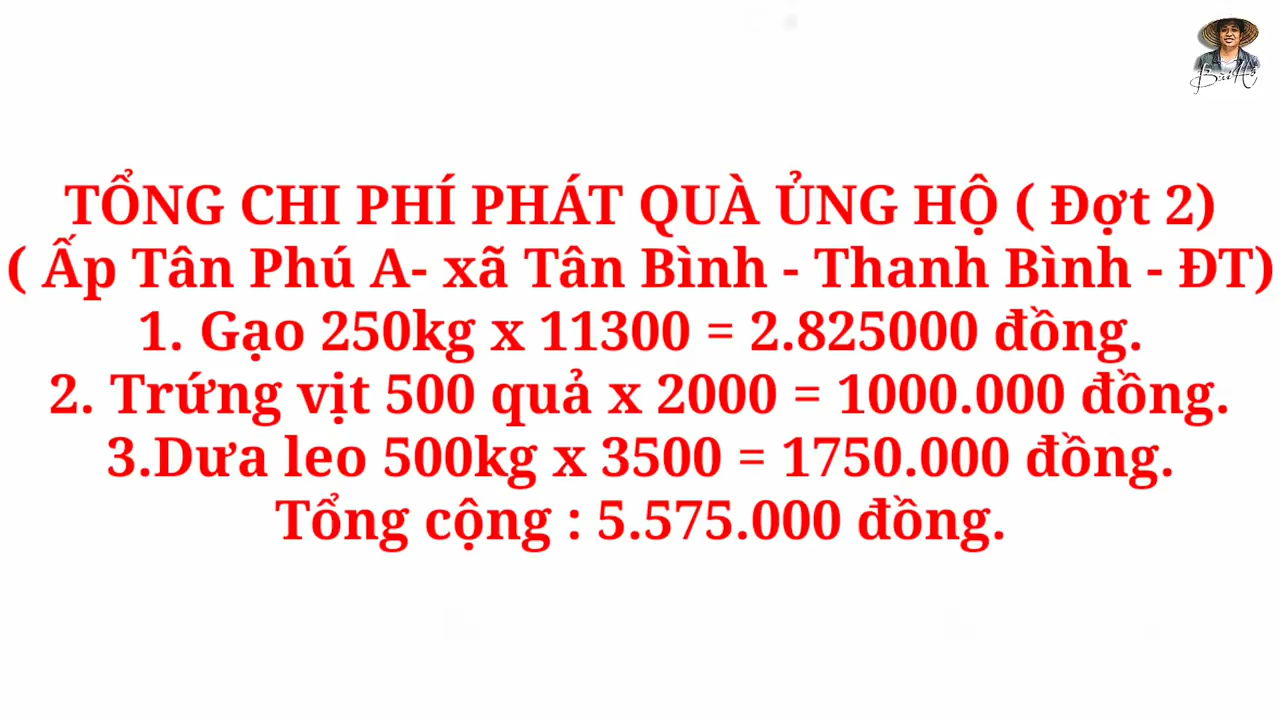 TỔNG CHI PHÍ PHÁT QUÀ ỦNG HỘ ( Đợt 2)
( Ấp Tân Phú A- xã Tân Bình - Thanh Bình - ĐT)
1. Gạo 250kg x 11300 = 2.825000 đồng.
2. Trứng vịt 500 quả x 2000 = 1000.000 đồng.
3.Dưa leo 500kg x 3500 = 1750.000 đồng.
Tổng cộng : 5.575.000 đồng.